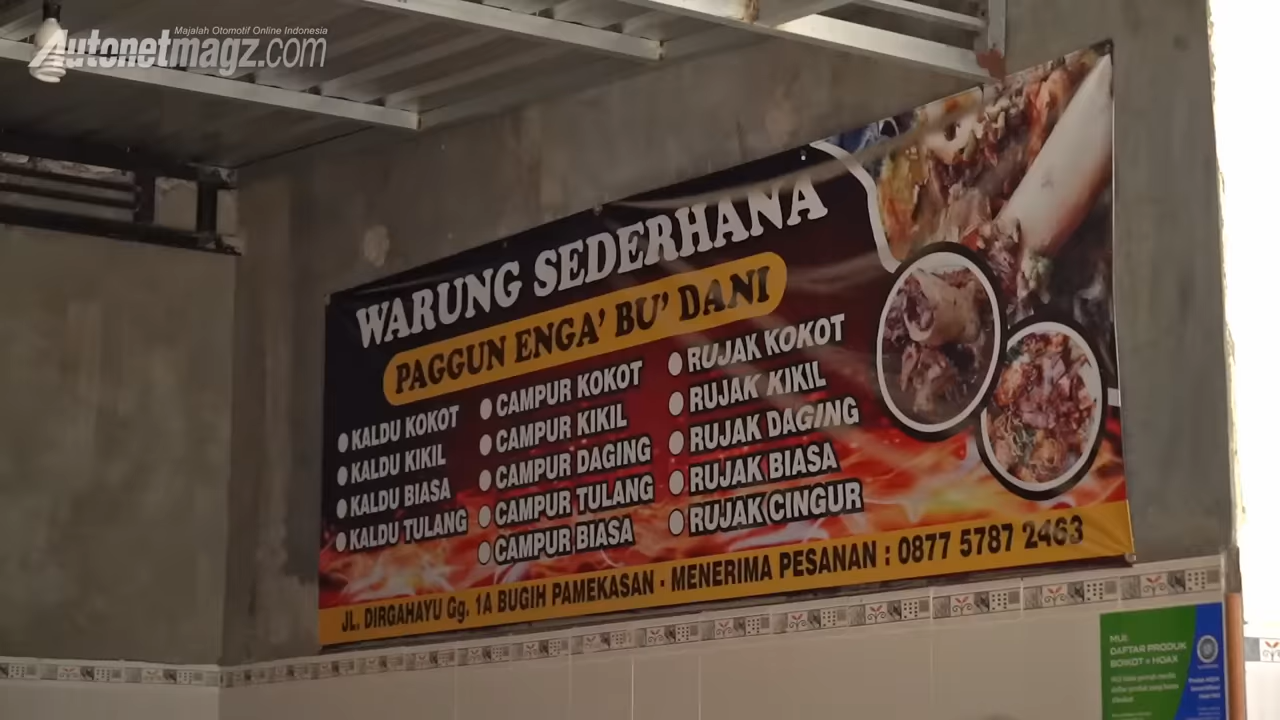 Majalah Otomotif Online Indonesia
Autonetmagz.com
WARUNG SEDERHANA
PAGGUN ENGA' BU' DANI
KALDU KOKOT
KALDU KIKIL
KALDU BIASA
KALDU TULANG
CAMPUR KOKOT
CAMPUR KIKIL
CAMPUR DAGING
CAMPUR TULANG
CAMPUR BIASA
RUJAK KOKOT
RUJAK KIKIL
RUJAK DAGING
RUJAK BIASA
RUJAK CINGUR
JL. DIRGAHAYU Gg. 1A BUGIH PAMEKASAN - MENERIMA PESANAN : 0877 5787 2463
MUI:
DAFTAR PRODUK
BOIKOT = HOAX